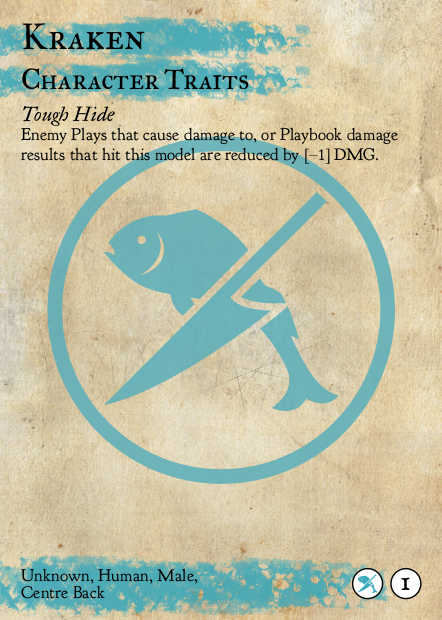 Kraken
Character Traits
Tough Hide
Enemy Plays that cause damage to, or Playbook damage
results that hit this model are reduced by [–1] DMG.
Unknown, Human, Male,
Centre Back
1